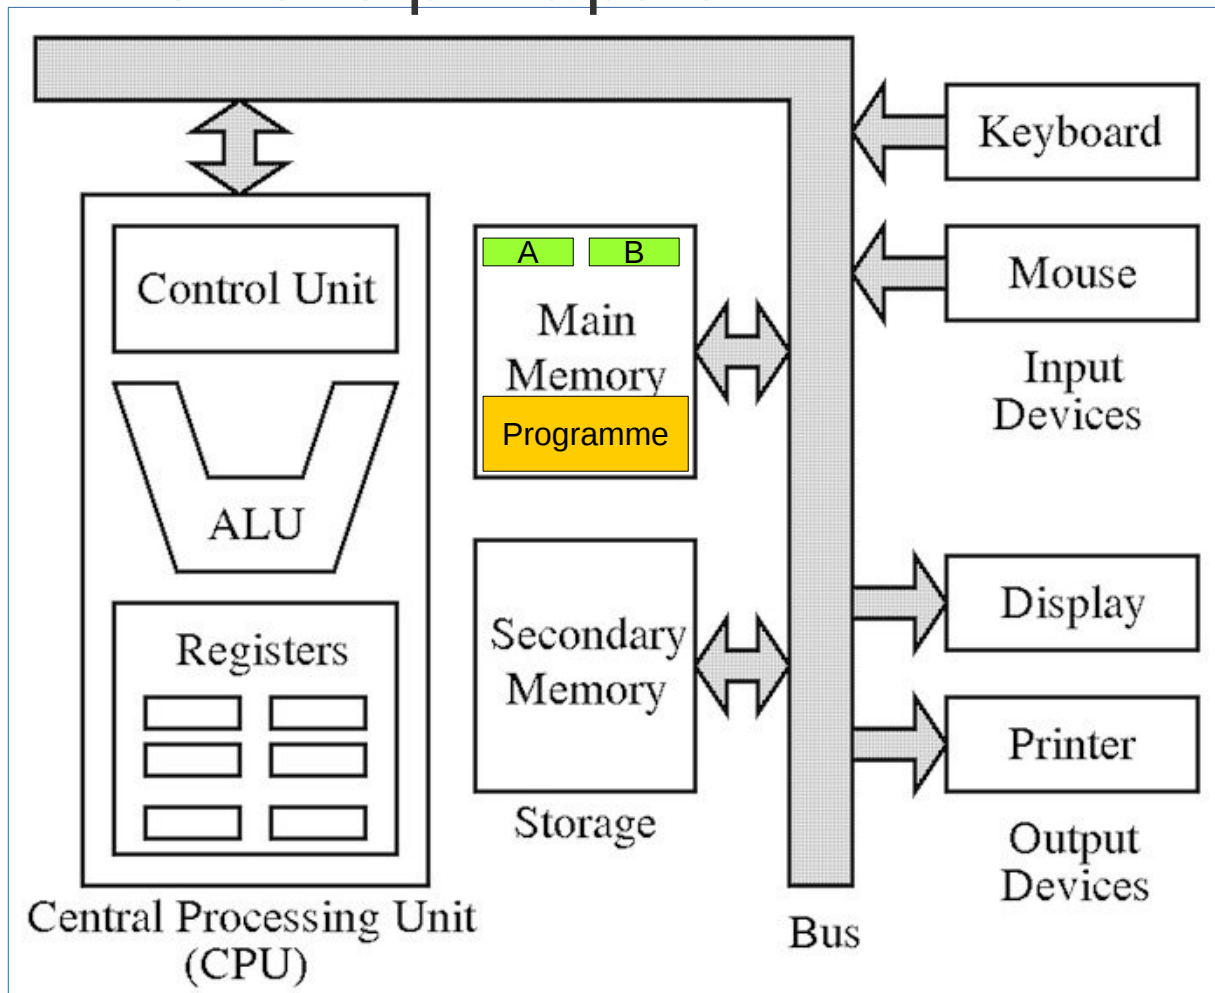 Keyboard
Control Unit
A
B
Main
Memory
Programme
Mouse
Input
Devices
ALU
Registers
Secondary
Memory
Storage
Display
Printer
Output
Devices
Central Processing Unit
(CPU)
Bus